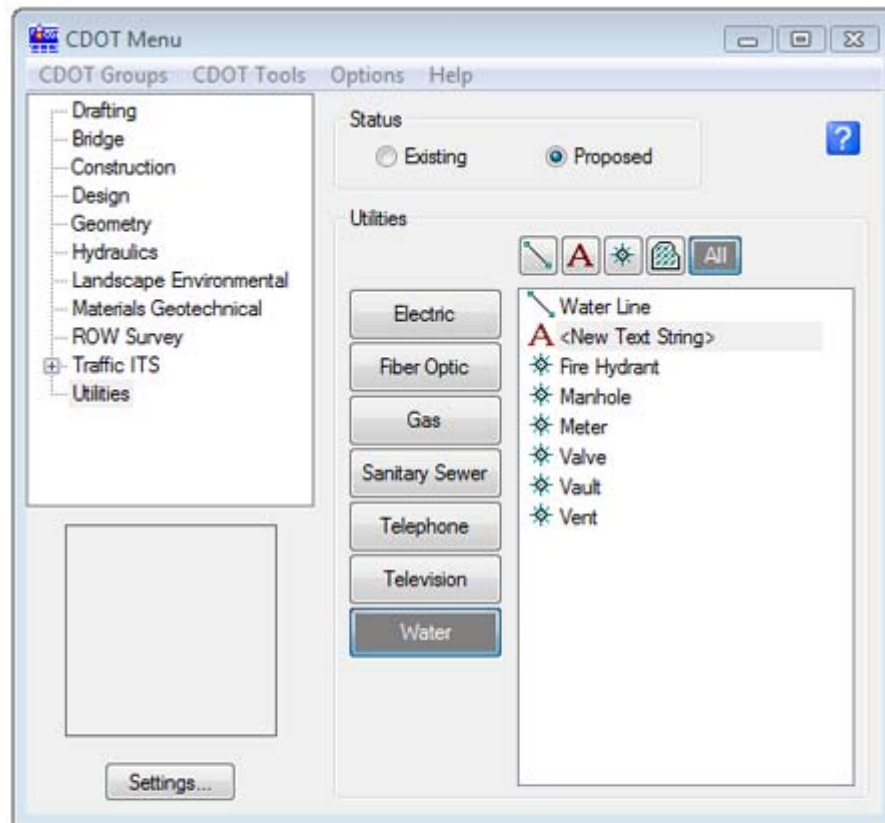 CDOT Menu
CDOT Groups CDOT Tools Options Help
Drafting
Bridge
Construction
Design
Geometry
Hydraulics
Landscape Environmental
Materials Geotechnical
ROW Survey
Traffic ITS
Utilities
Settings...
Status
Existing Proposed
?
Utilities
A All
Electric
Fiber Optic
Gas
Sanitary Sewer
Telephone
Television
Water
Water Line
A <New Text String>
Fire Hydrant
Manhole
Meter
Valve
Vault
Vent